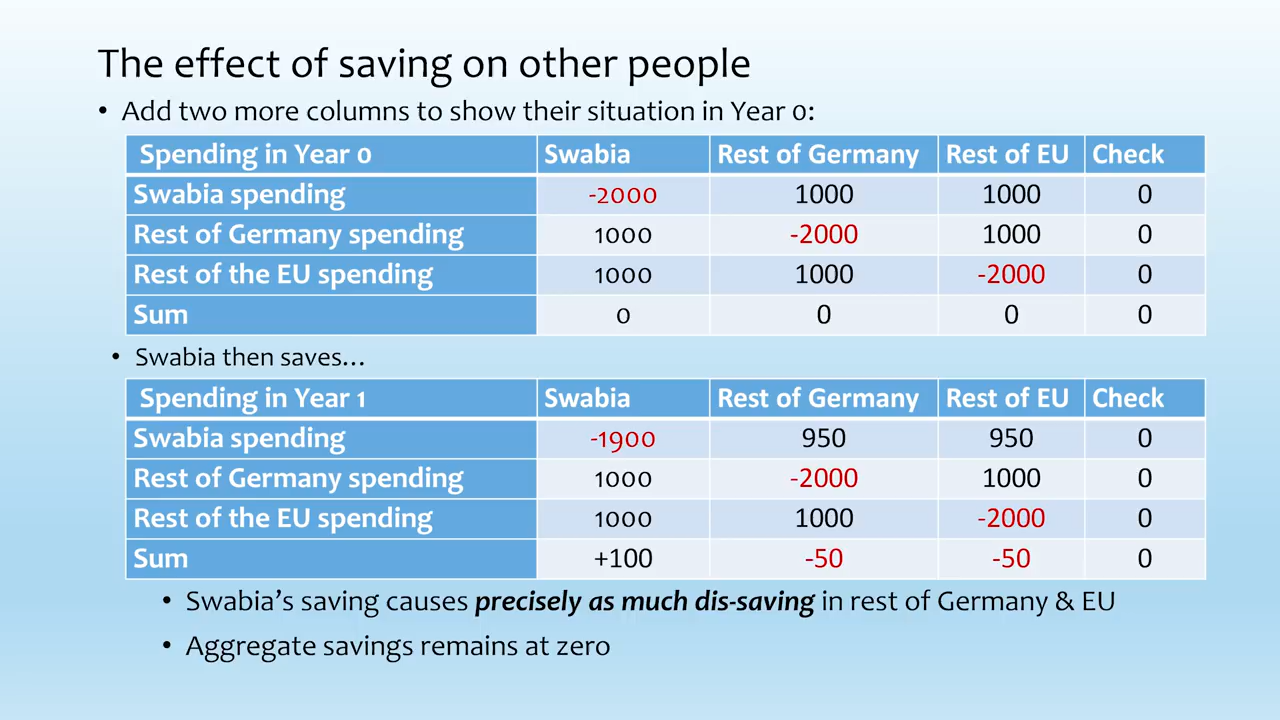 The effect of saving on other people
• Add two more columns to show their situation in Year 0:
Spending in Year 0 Swabia Rest of Germany Rest of EU Check
Swabia spending -2000 1000 1000 0
Rest of Germany spending 1000 -2000 1000 0
Rest of the EU spending 1000 1000 -2000 0
Sum 0 0 0 0
• Swabia then saves…
Spending in Year 1 Swabia Rest of Germany Rest of EU Check
Swabia spending -1900 950 950 0
Rest of Germany spending 1000 -2000 1000 0
Rest of the EU spending 1000 1000 -2000 0
Sum +100 -50 -50 0
• Swabia's saving causes precisely as much dis-saving in rest of Germany & EU
• Aggregate savings remains at zero